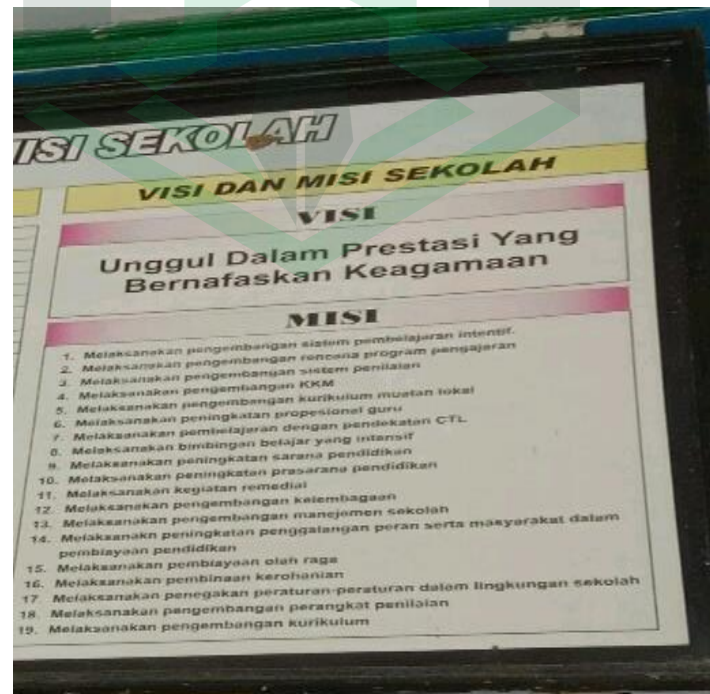 ISI SEKOLAH
VISI DAN MISI SEKOLAH
VISI
Unggul Dalam Prestasi Yang
Bernafaskan Keagamaan
MISI
1. Melaksanakan pengembangan sistem pembelajaran intentif.
2. Melaksanakan pengembangan rencana program pengajaran
3. Melaksanakan pengembangan sistem penilaian
4. Melaksanakan pengembangan KKM
5. Melaksanakan pengembangan kurikulum muatan lokal
6. Melaksanakan peningkatan propesional guru
7. Melaksanakan pembelajaran dengan pendekatan CTL
8. Melaksanakan bimbingan belajar yang intensif
9. Melaksanakan peningkatan sarana pendidikan
10. Melaksanakan peningkatan prasarana pendidikan
11. Melaksanakan kegiatan remedial
12. Melaksanakan pengembangan kelembagaan
13. Melaksanakan pengembangan manejemen sekolah
14. Melaksanakn peningkatan penggalangan peran serta masyarakat dalam
pembiayaan pendidikan
15. Melaksanakan pembiayaan olah raga
16. Melaksanakan pembinaan kerohanian
17. Melaksanakan penegakan peraturan-peraturan dalam lingkungan sekolah
18. Melaksanakan pengembangan perangkat penilaian
19. Melaksanakan pengembangan kurikulum